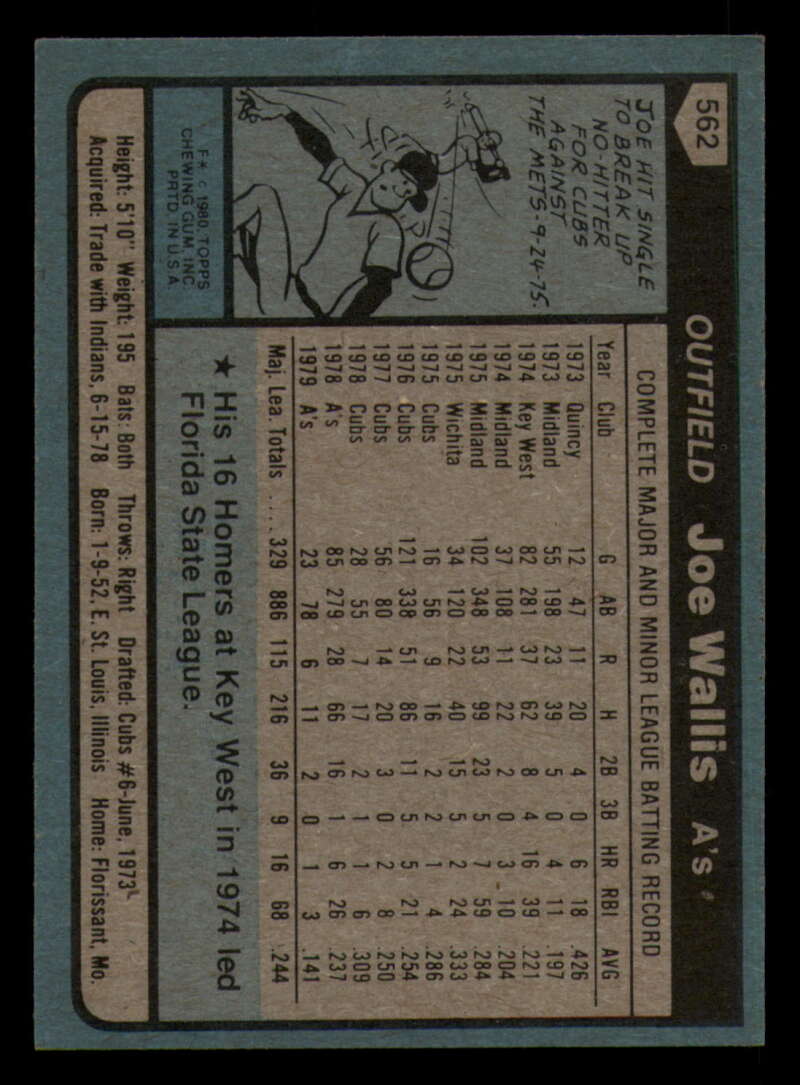 562
OUTFIELD Joe Wallis A's
JOE HIT SINGLE
TO BREAK UP
NO-HITTER
FOR CUBS
AGAINST
THE METS-9-24-75.
COMPLETE MAJOR AND MINOR LEAGUE BATTING RECORD
Year Club G AB R H 2B 3B HR RBI AVG
1973 Quincy 12 47 11 20 4 0 6 18 .426
1973 Midland 55 198 23 39 5 0 4 11 .197
1974 Key West 82 281 37 62 8 4 16 39 .221
1974 Midland 37 108 11 22 2 0 3 10 .204
1975 Midland 102 348 53 99 23 5 7 59 .284
1975 Wichita 34 120 22 40 15 5 2 24 .333
1975 Cubs 16 56 9 16 2 2 1 4 .286
1976 Cubs 121 338 51 86 11 5 5 21 .254
1977 Cubs 56 80 14 20 3 0 2 8 .250
1978 Cubs 28 55 7 17 2 1 1 6 .309
1978 A's 85 279 28 66 16 1 6 26 .237
1979 A's 23 78 6 11 2 0 1 3 .141
Maj. Lea. Totals .... 329 886 115 216 36 9 16 68 .244
F* © 1980 TOPPS
CHEWING GUM, INC.
PRTD. IN U.S.A.
★ His 16 Homers at Key West in 1974 led
Florida State League.
Height: 5'10" Weight: 195 Bats: Both Throws: Right Drafted: Cubs #6-June, 1973
Acquired: Trade with Indians, 6-15-78 Born: 1-9-52, E. St. Louis, Illinois Home: Florissant, Mo.